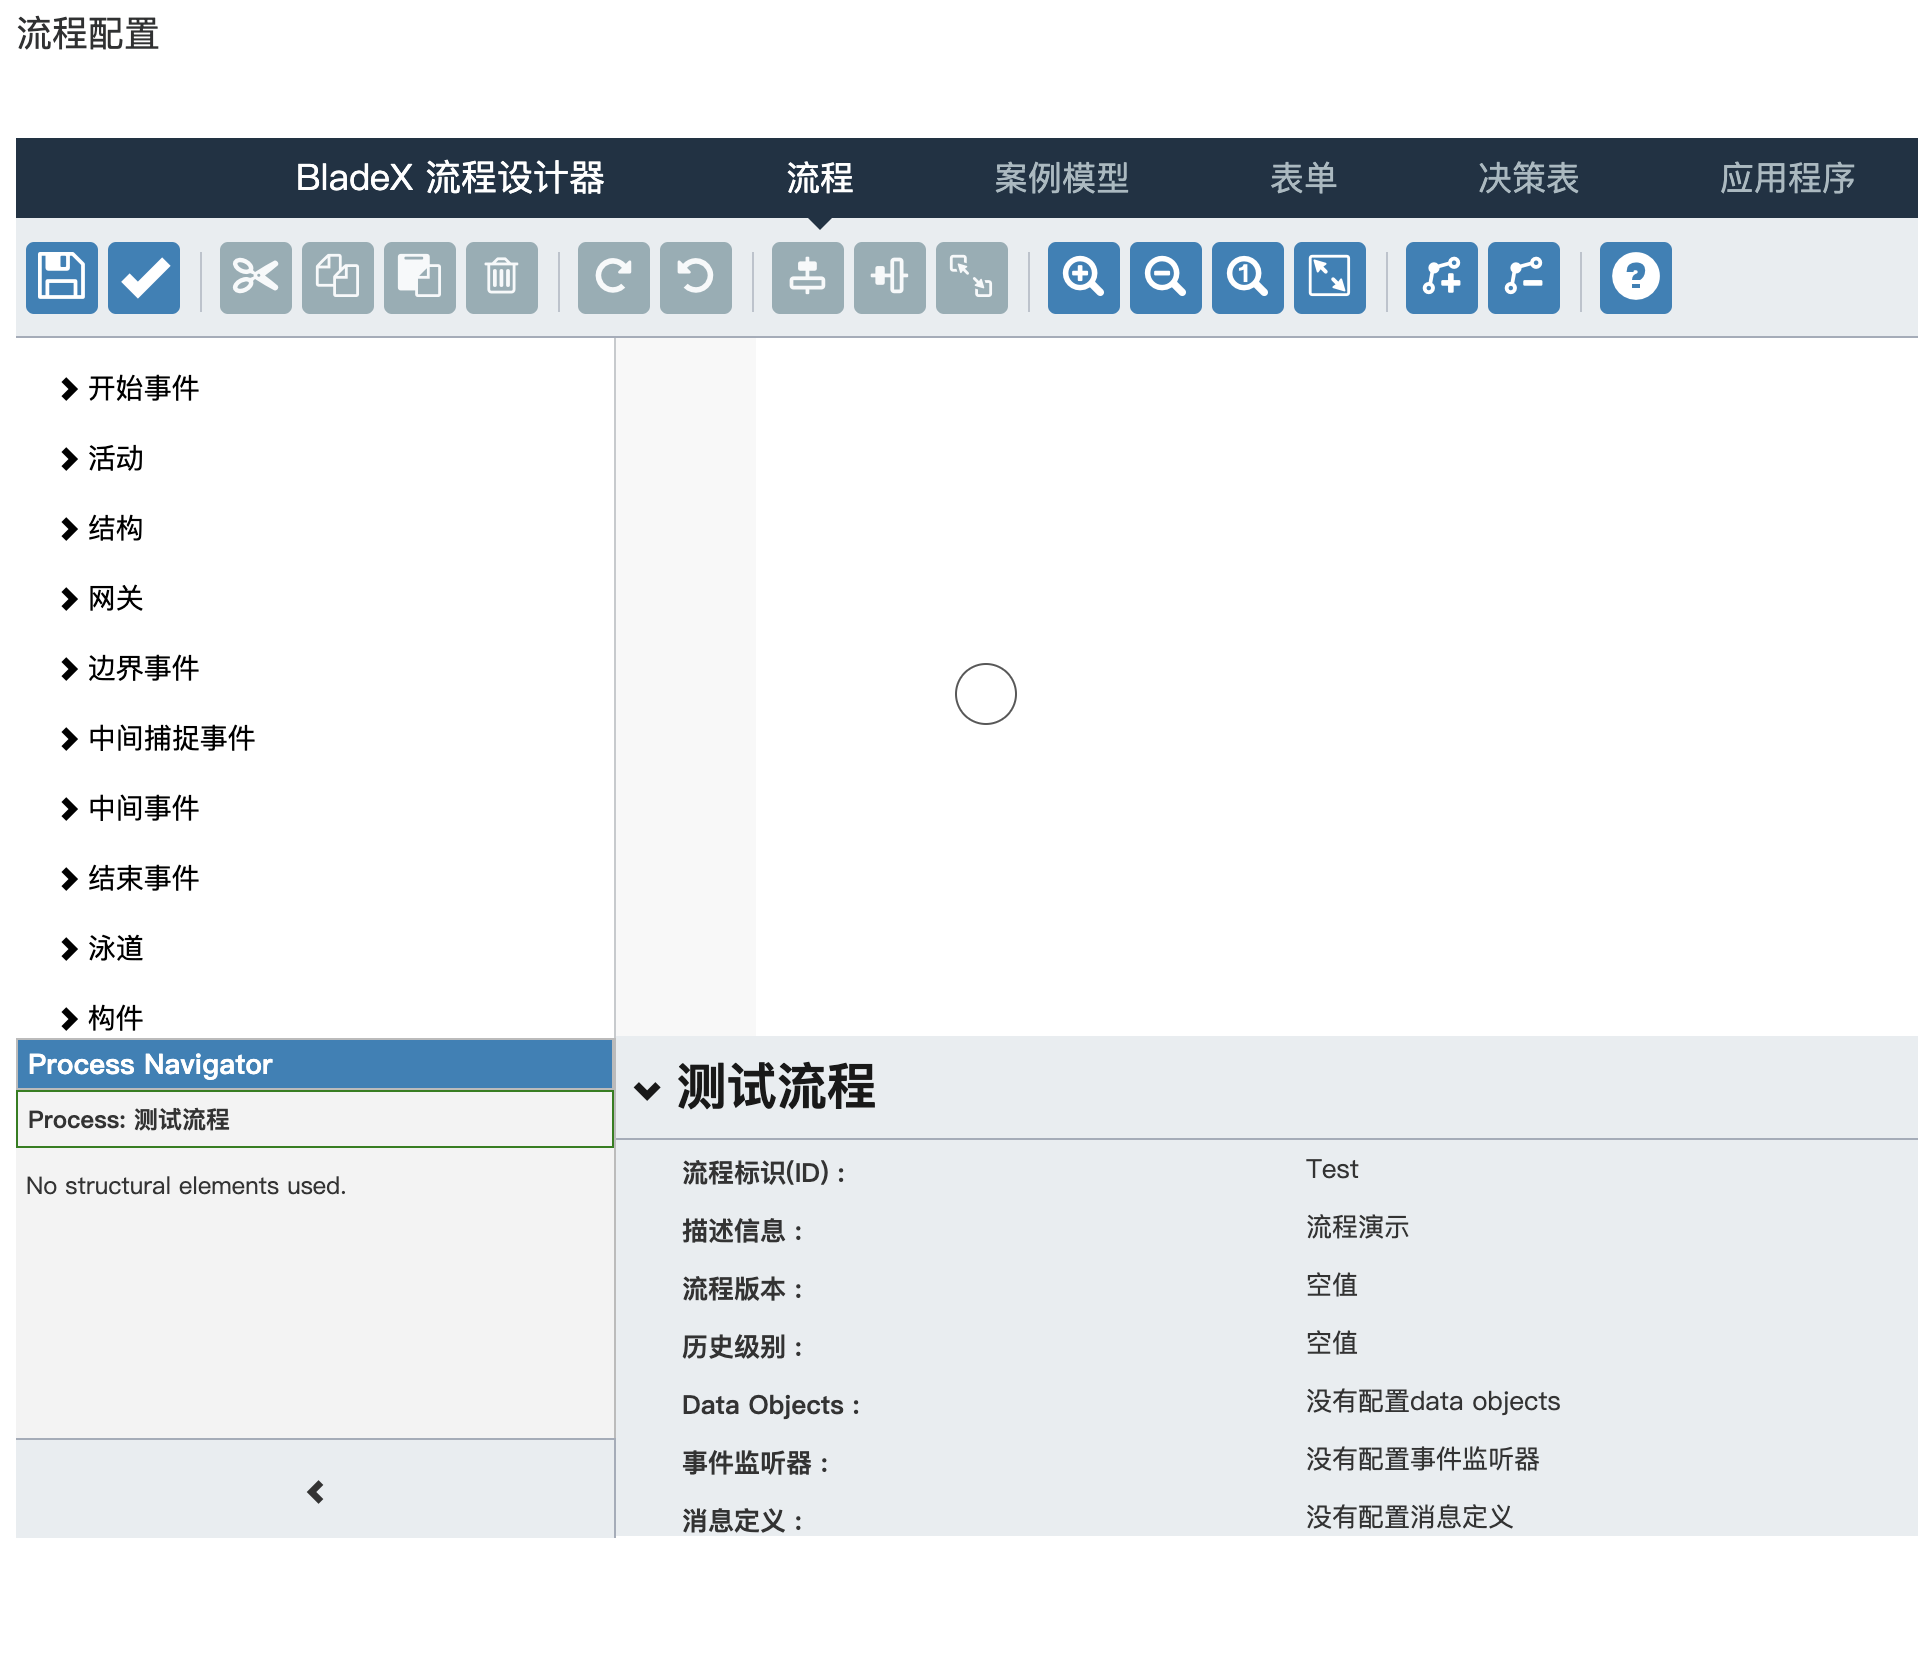 流程配置
BladeX 流程设计器 流程 案例模型 表单 决策表 应用程序
开始事件
活动
结构
网关
边界事件
中间捕捉事件
中间事件
结束事件
泳道
构件
Process Navigator
Process: 测试流程
No structural elements used.
测试流程
流程标识(ID) : Test
描述信息 : 流程演示
流程版本 : 空值
历史级别 : 空值
Data Objects : 没有配置data objects
事件监听器 : 没有配置事件监听器
消息定义 : 没有配置消息定义